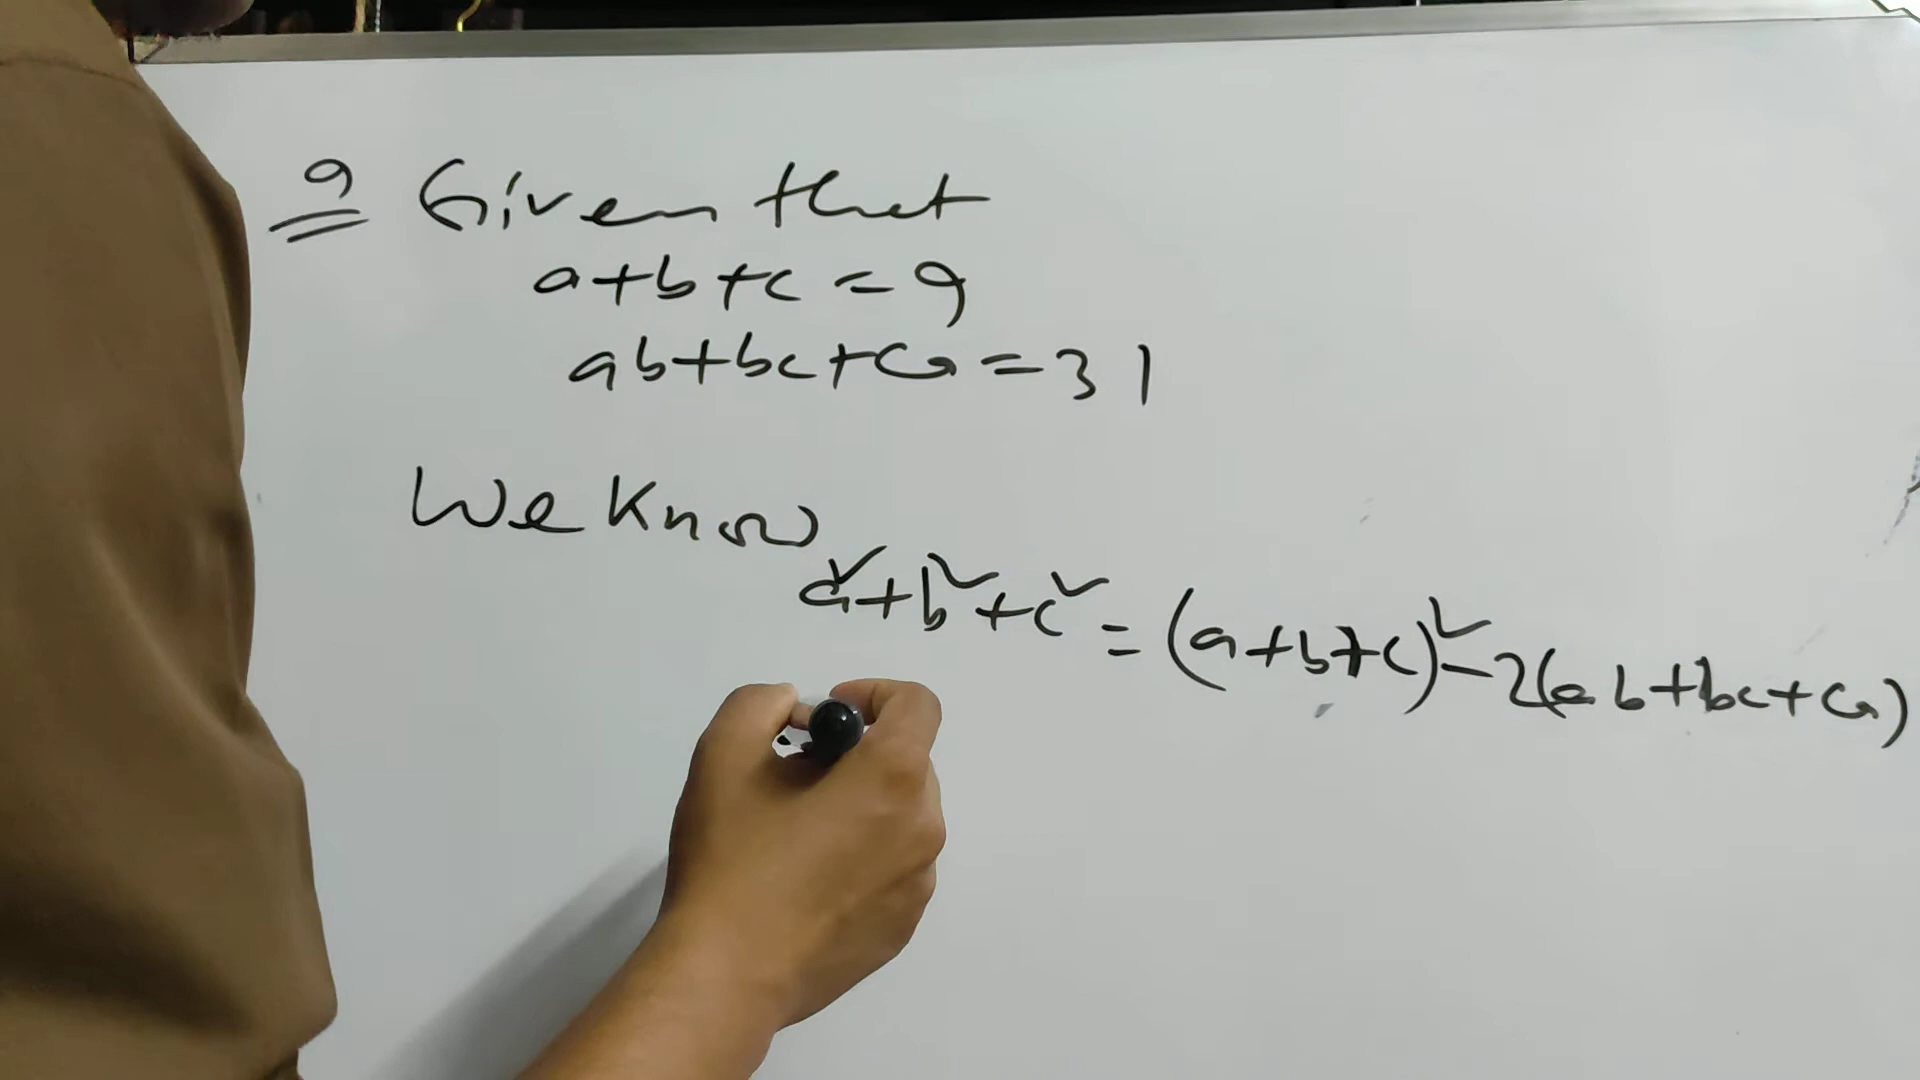 9 Given that
a+b+c=9
ab+bc+ca=31
We know
a²+b²+c² = (a+b+c)²-2(ab+bc+ca)